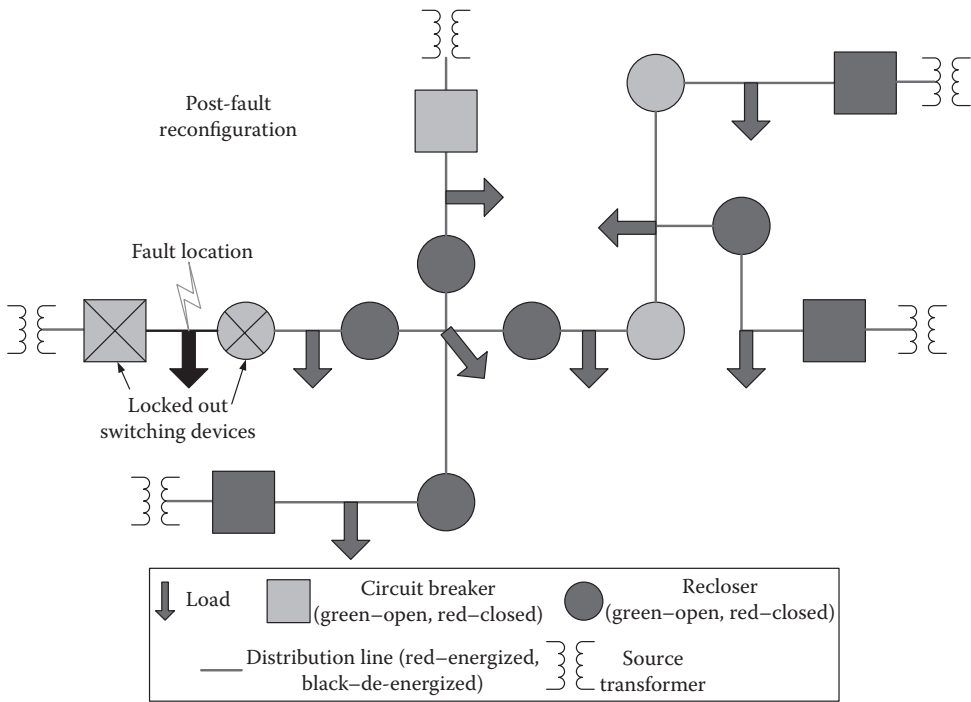 Post-fault
reconfiguration
Fault location
Locked out
switching devices
Load
Circuit breaker
(green–open, red–closed)
Recloser
(green–open, red–closed)
Distribution line (red–energized,
black–de-energized)
Source
transformer